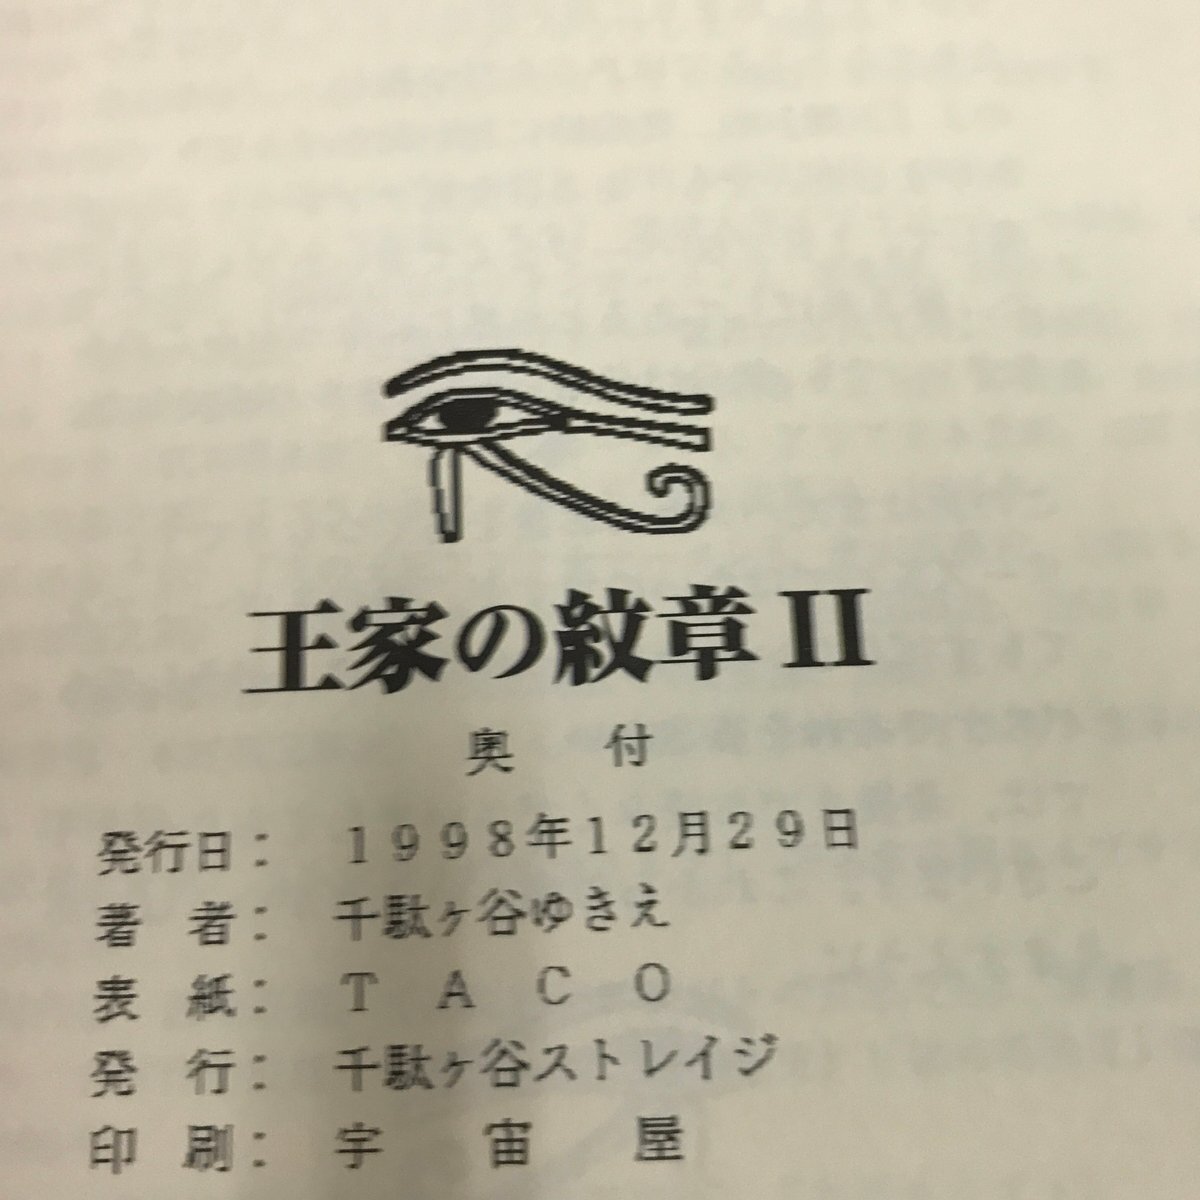 王家の紋章II
奥　付
発行日：１９９８年１２月２９日
著　者：千駄ヶ谷ゆきえ
表　紙：ＴＡＣＯ
発　行：千駄ヶ谷ストレイジ
印　刷：宇宙屋